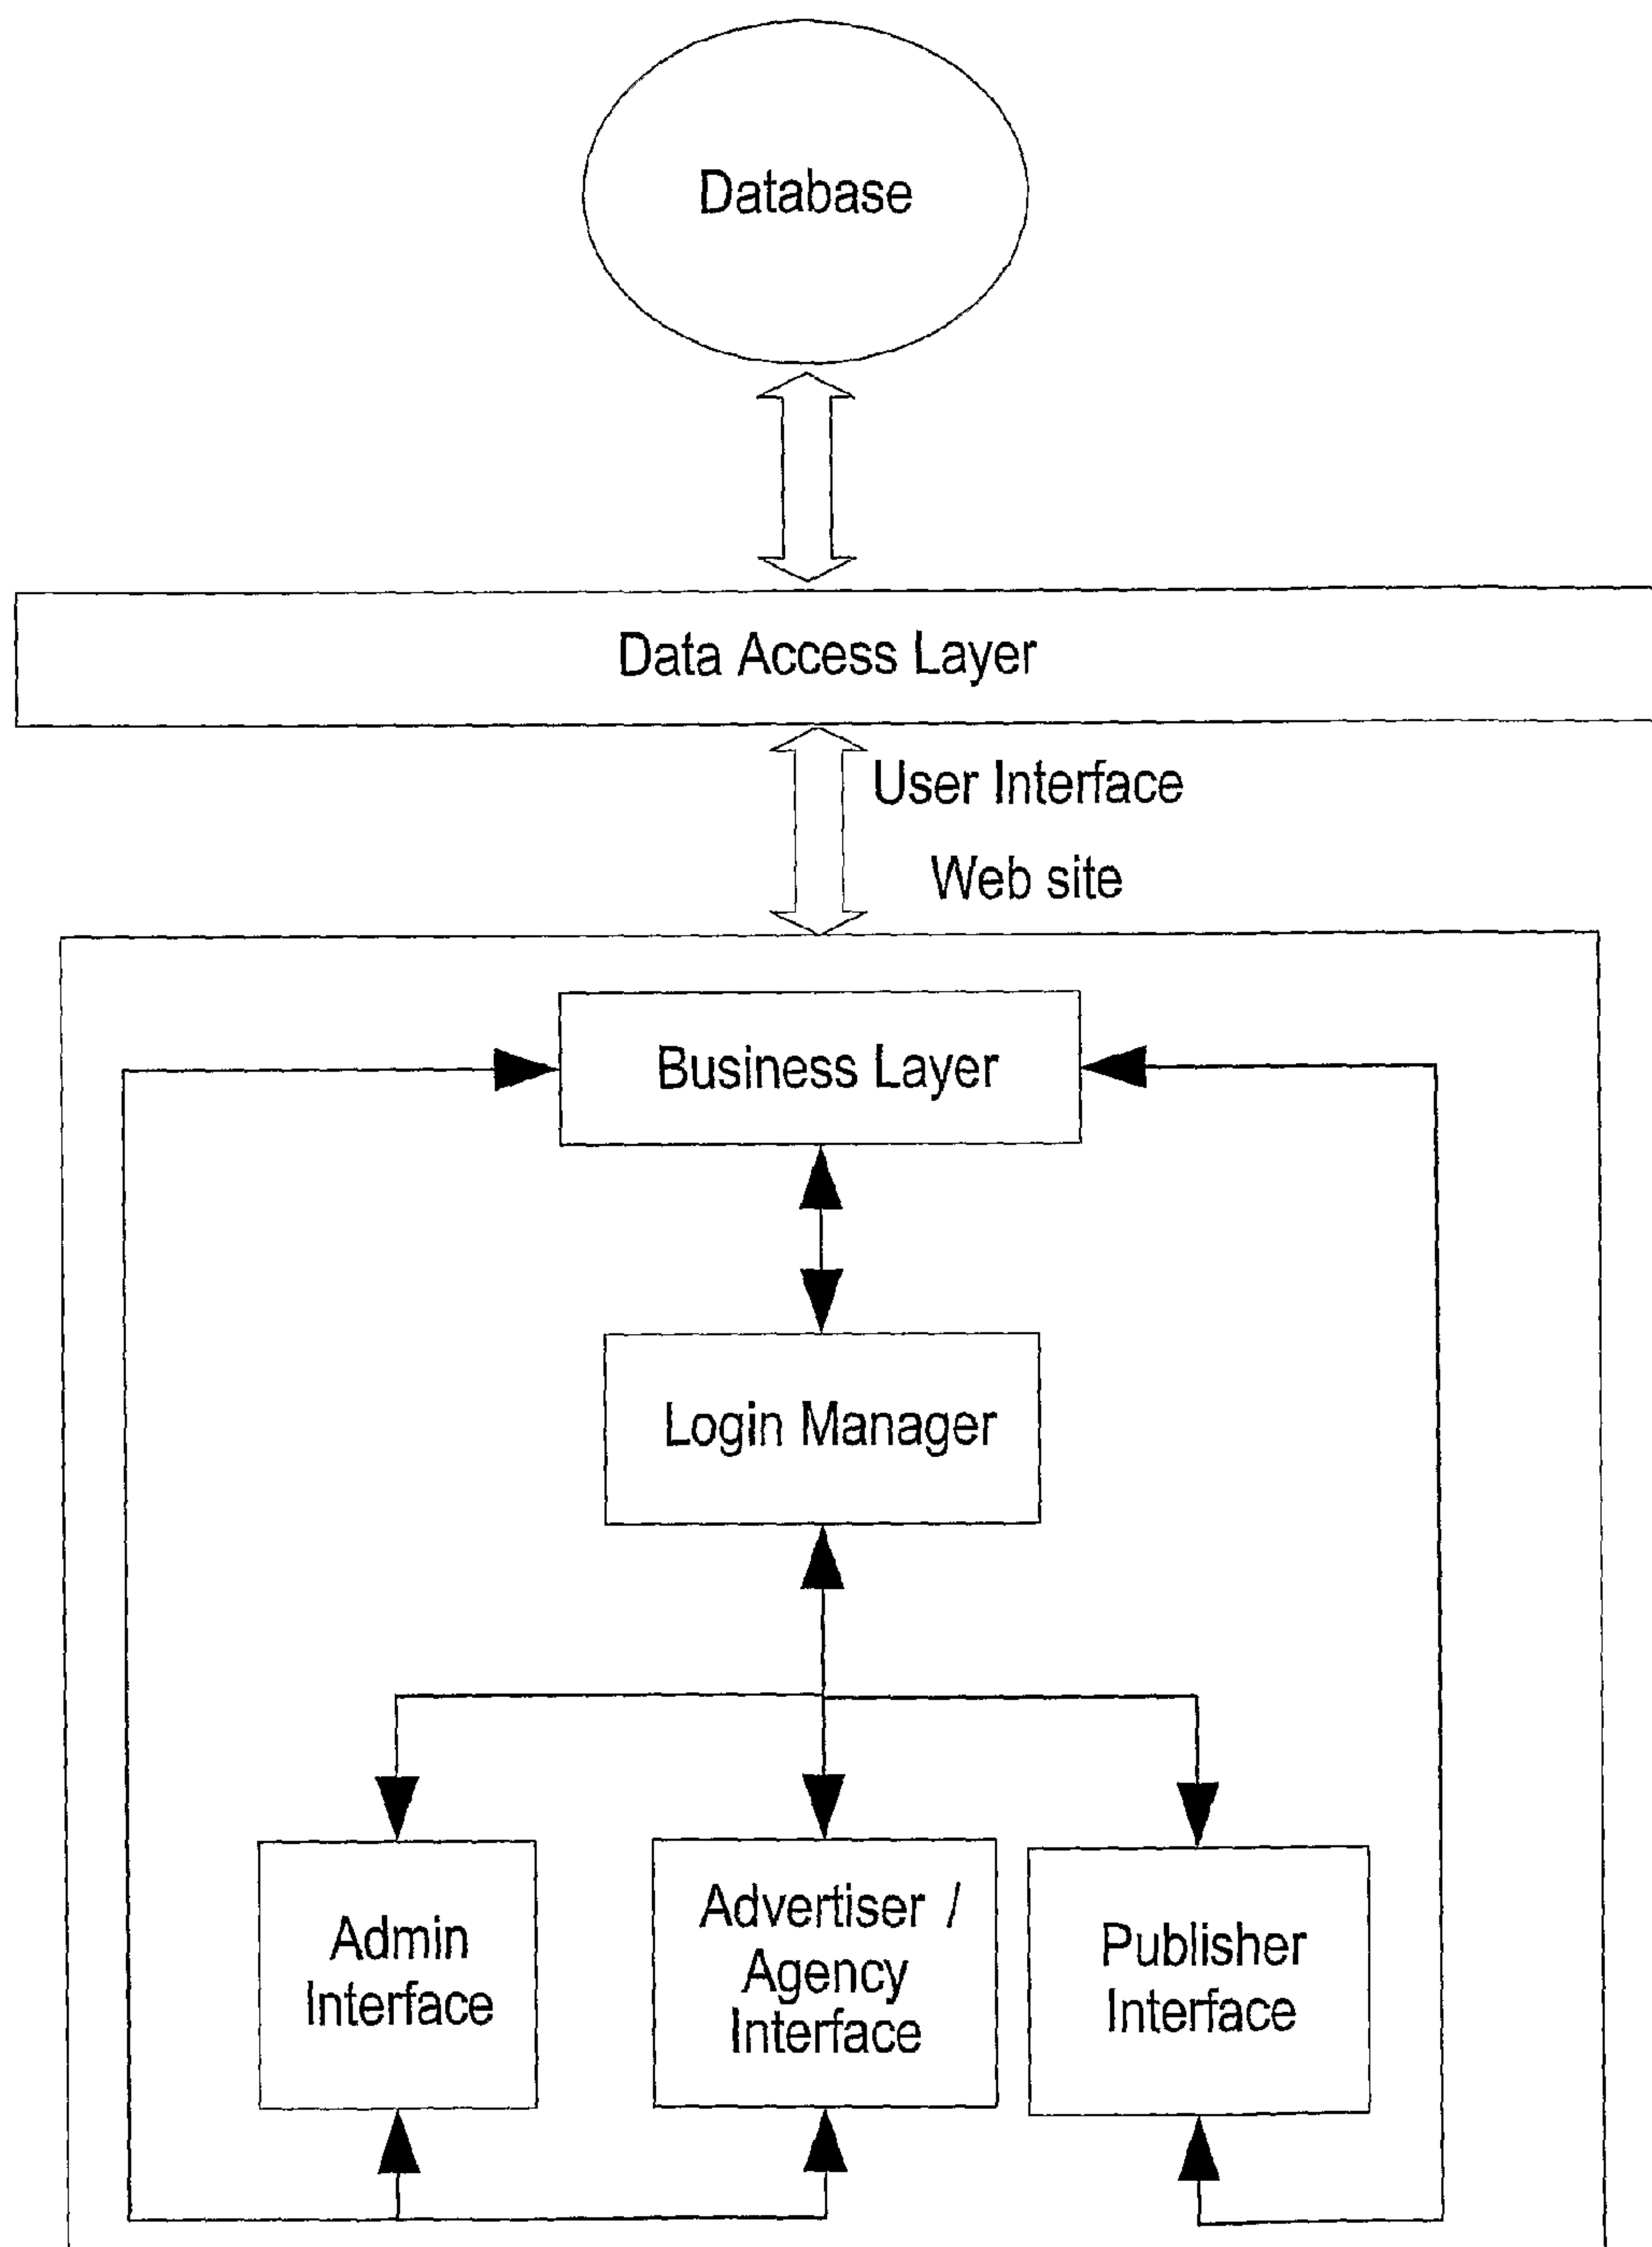 Database
Data Access Layer
User Interface
Web site
Business Layer
Login Manager
Admin
Interface
Advertiser /
Agency
Interface
Publisher
Interface